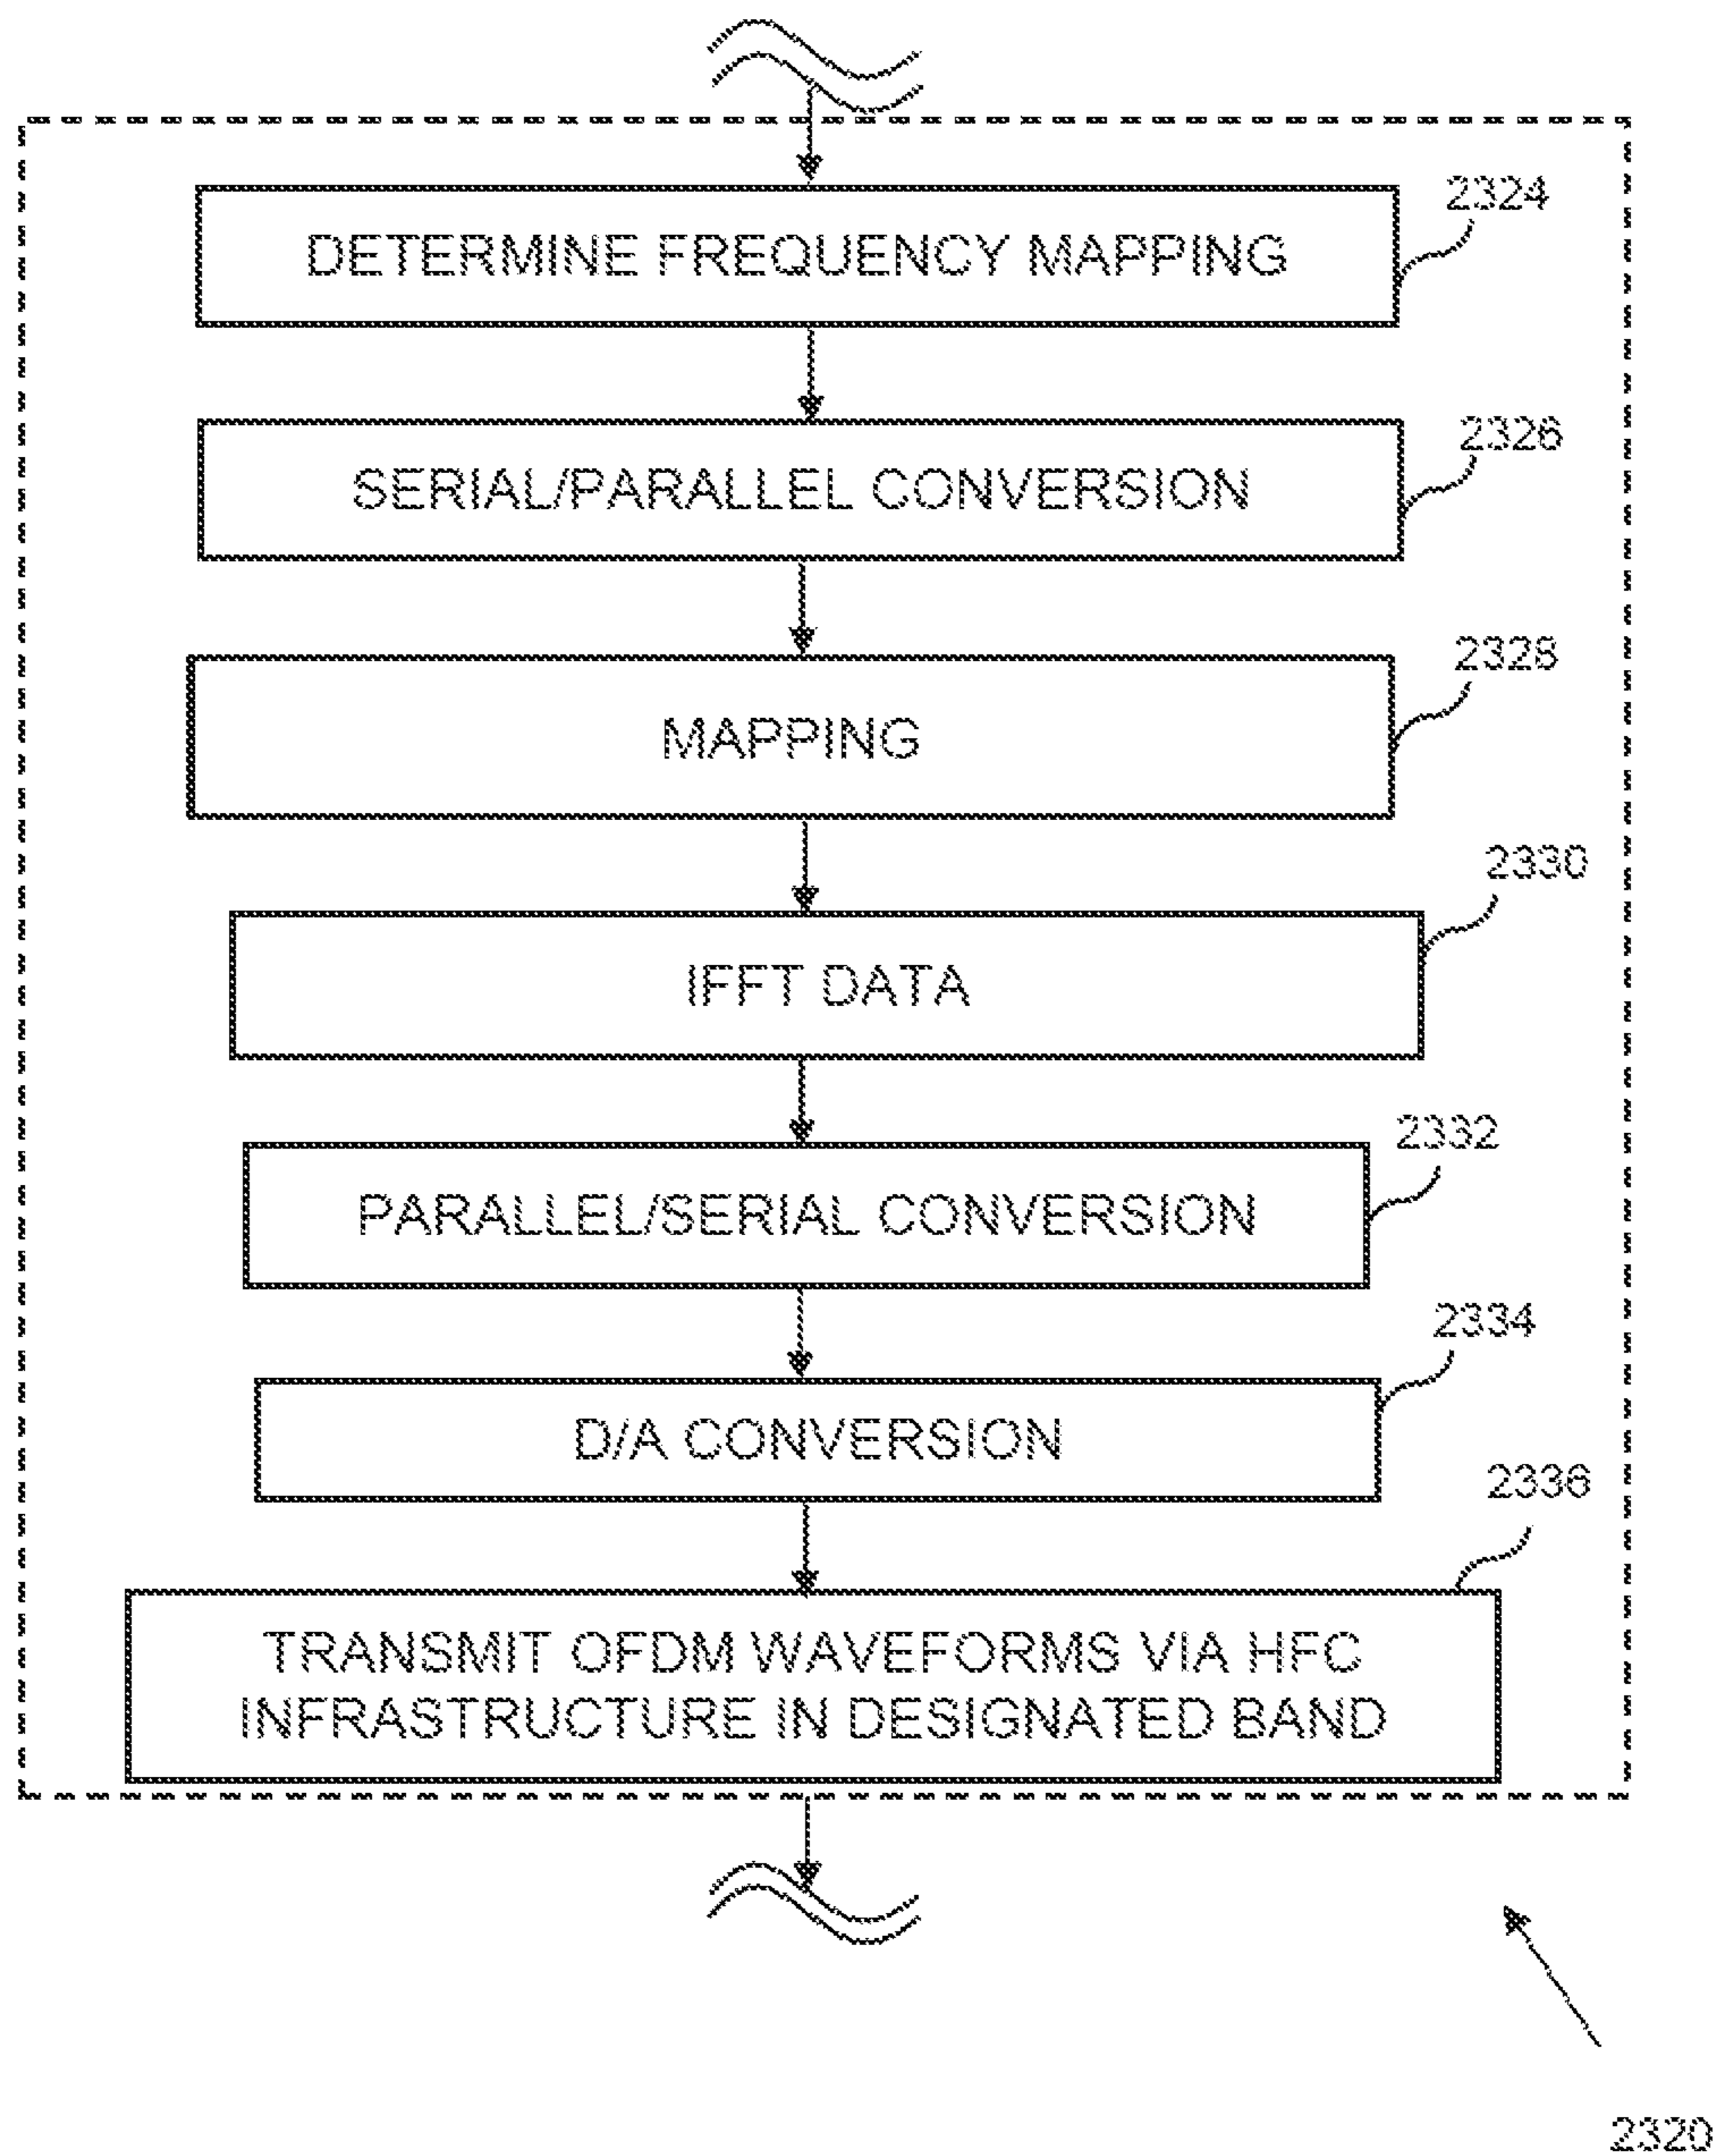 2324
DETERMINE FREQUENCY MAPPING
2326
SERIAL/PARALLEL CONVERSION
2328
MAPPING
2330
IFFT DATA
2332
PARALLEL/SERIAL CONVERSION
2334
D/A CONVERSION
2336
TRANSMIT OFDM WAVEFORMS VIA HFC
INFRASTRUCTURE IN DESIGNATED BAND
2320